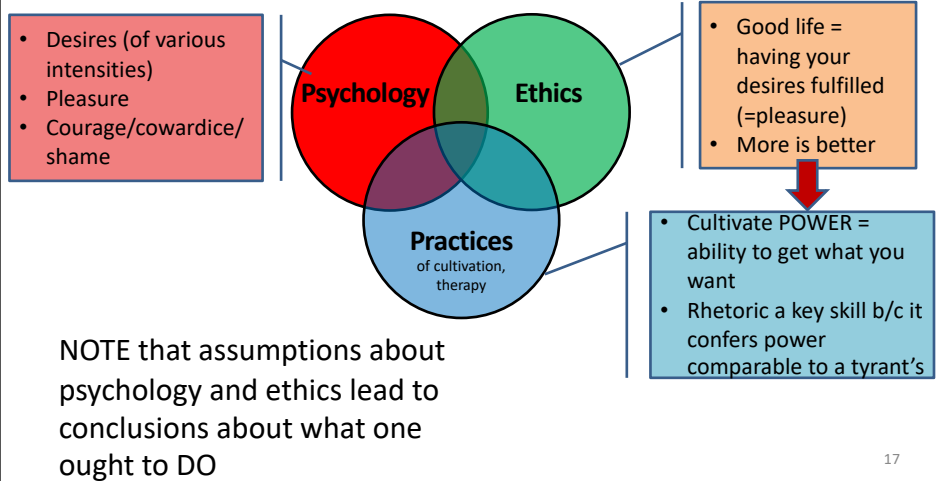 • Desires (of various
intensities)
• Pleasure
• Courage/cowardice/
shame
Psychology
Ethics
• Good life =
having your
desires fulfilled
(=pleasure)
• More is better
Practices
of cultivation,
therapy
• Cultivate POWER =
ability to get what you
want
• Rhetoric a key skill b/c it
confers power
comparable to a tyrant's
NOTE that assumptions about
psychology and ethics lead to
conclusions about what one
ought to DO
17